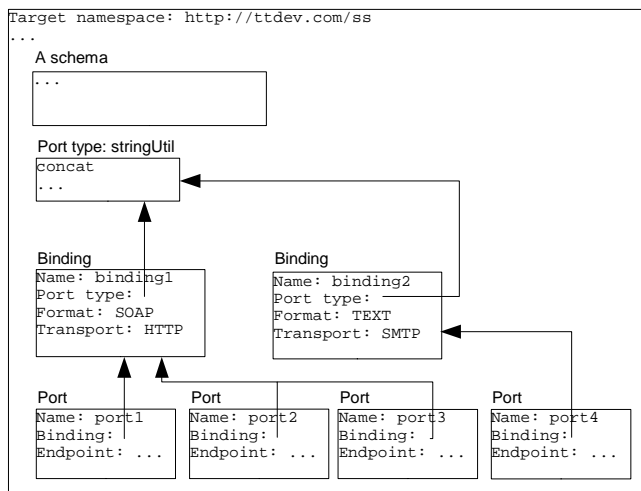 Target namespace: http://ttdev.com/ss
...
A schema
...
Port type: stringUtil
concat
...
Binding
Name: binding1
Port type:
Format: SOAP
Transport: HTTP
Binding
Name: binding2
Port type:
Format: TEXT
Transport: SMTP
Port
Name: port1
Binding:
Endpoint: ...
Port
Name: port2
Binding:
Endpoint: ...
Port
Name: port3
Binding:
Endpoint: ...
Port
Name: port4
Binding:
Endpoint: ...